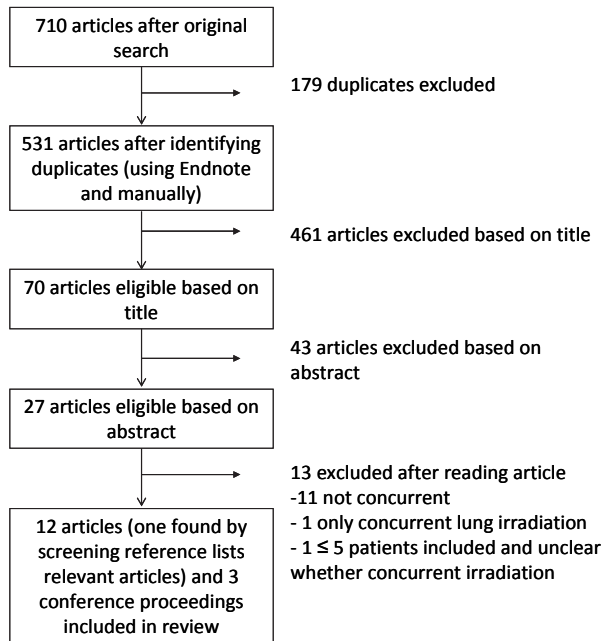 710 articles after original
search
179 duplicates excluded
531 articles after identifying
duplicates (using Endnote
and manually)
461 articles excluded based on title
70 articles eligible based on
title
43 articles excluded based on
abstract
27 articles eligible based on
abstract
13 excluded after reading article
-11 not concurrent
- 1 only concurrent lung irradiation
- 1 ≤ 5 patients included and unclear
whether concurrent irradiation
12 articles (one found by
screening reference lists
relevant articles) and 3
conference proceedings
included in review